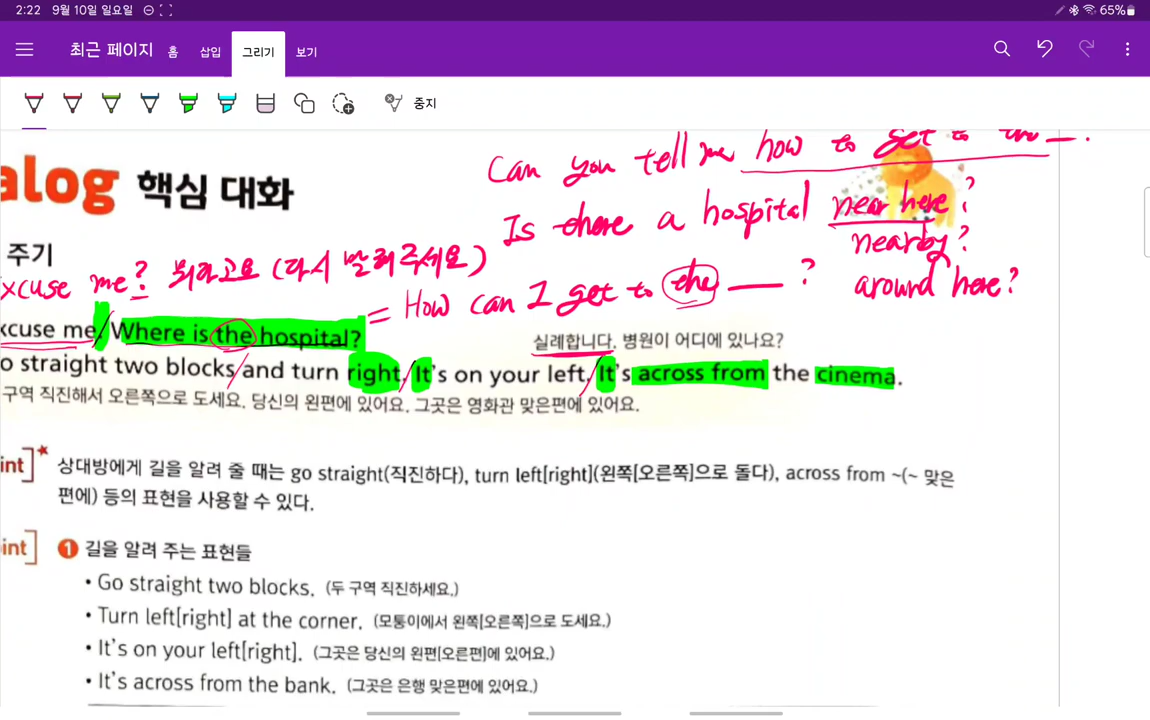 2:22 9월 10일 일요일 65%
최근 페이지 홈 삽입 그리기 보기
중지
Can you tell me how to get to the __ ?
alog 핵심 대화
Is there a hospital near here?
nearby?
주기
xcuse me? 뭐라고요 (다시 말해주세요)
= How can I get to the __ ?
around here?
xcuse me. Where is the hospital?
실례합니다. 병원이 어디에 있나요?
o straight two blocks and turn right. It's on your left. It's across from the cinema.
구역 직진해서 오른쪽으로 도세요. 당신의 왼편에 있어요. 그곳은 영화관 맞은편에 있어요.
int]* 상대방에게 길을 알려 줄 때는 go straight(직진하다), turn left[right](왼쪽[오른쪽]으로 돌다), across from ~(~ 맞은
편에) 등의 표현을 사용할 수 있다.
int] 1 길을 알려 주는 표현들
• Go straight two blocks. (두 구역 직진하세요.)
• Turn left[right] at the corner. (모퉁이에서 왼쪽[오른쪽]으로 도세요.)
• It's on your left[right]. (그곳은 당신의 왼편[오른편]에 있어요.)
• It's across from the bank. (그곳은 은행 맞은편에 있어요.)